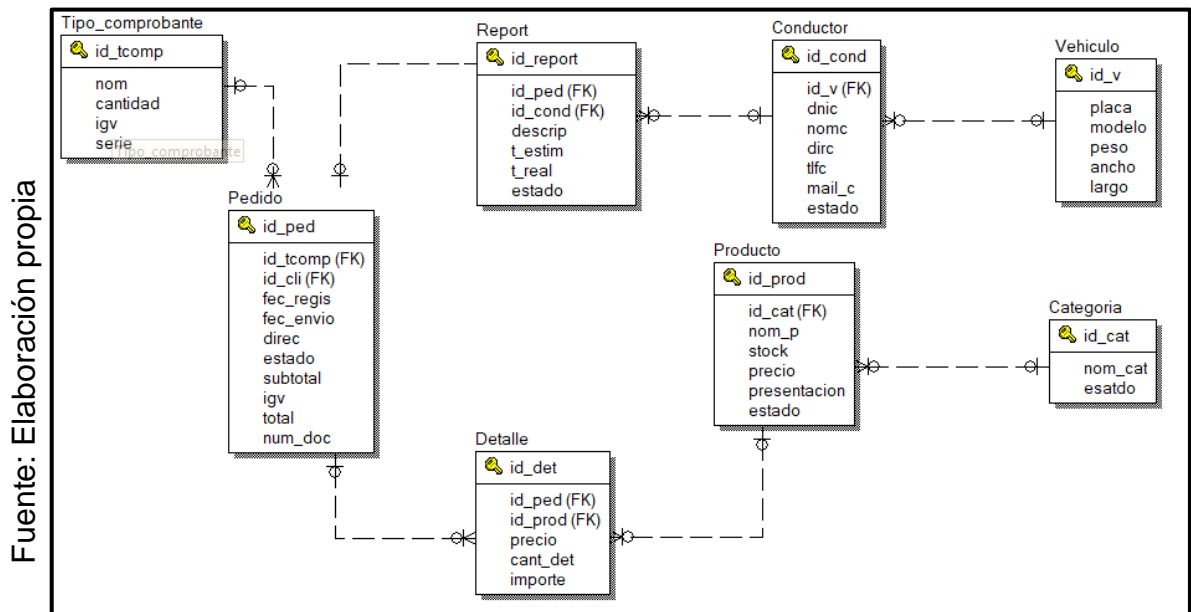 Fuente: Elaboración propia
Tipo_comprobante
id_tcomp
nom
cantidad
igv
serie
Tipo_comprobante
Report
id_report
id_ped (FK)
id_cond (FK)
descrip
t_estim
t_real
estado
Conductor
id_cond
id_v (FK)
dnic
nomc
dirc
tlfc
mail_c
estado
Vehiculo
id_v
placa
modelo
peso
ancho
largo
Pedido
id_ped
id_tcomp (FK)
id_cli (FK)
fec_regis
fec_envio
direc
estado
subtotal
igv
total
num_doc
Producto
id_prod
id_cat (FK)
nom_p
stock
precio
presentacion
estado
Categoria
id_cat
nom_cat
esatdo
Detalle
id_det
id_ped (FK)
id_prod (FK)
precio
cant_det
importe